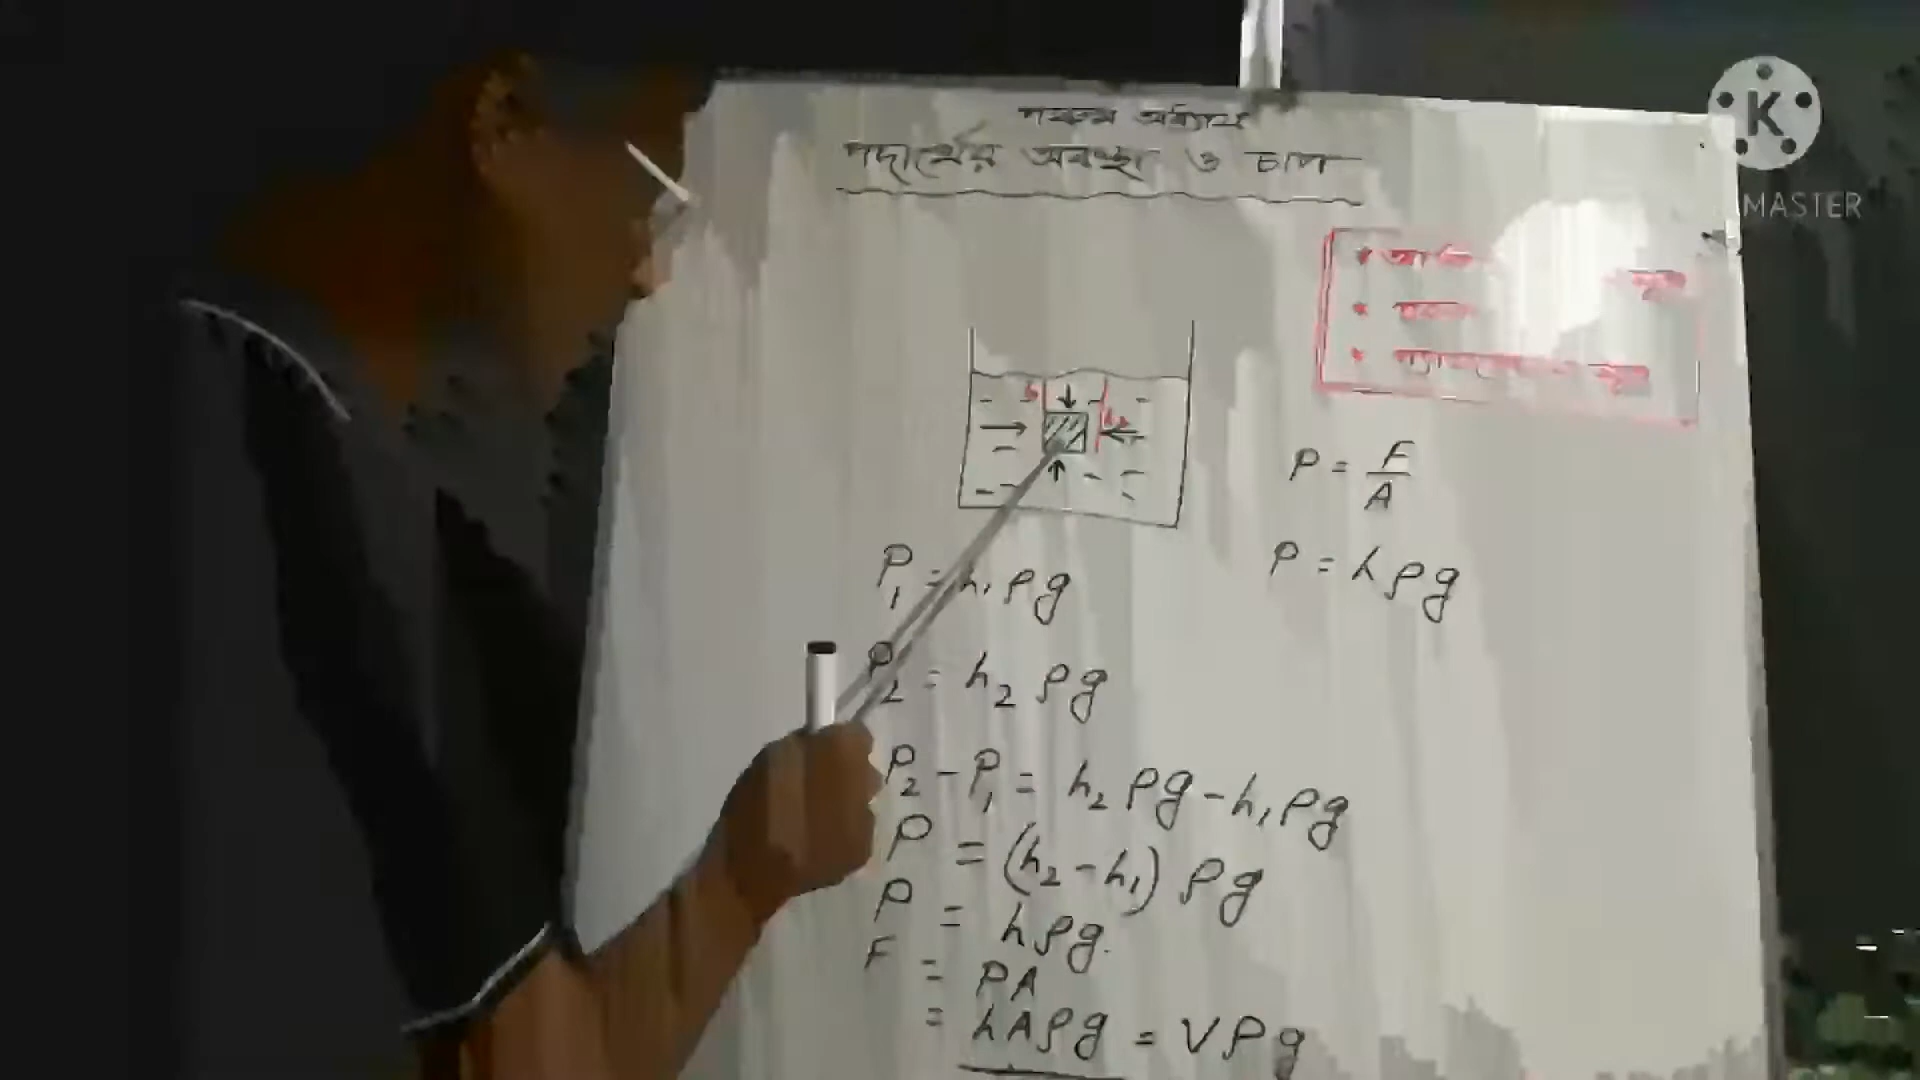 পঞ্চম অধ্যায়
পদার্থের অবস্থা ও চাপ
K
MASTER
সূত্র
সূত্র
h₂
P = F/A
P = hρg
P₁ = h₁ρg
P₂ = h₂ρg
P₂ - P₁ = h₂ρg - h₁ρg
P = (h₂ - h₁)ρg
P = hρg.
F = PA
= hAρg = Vρg